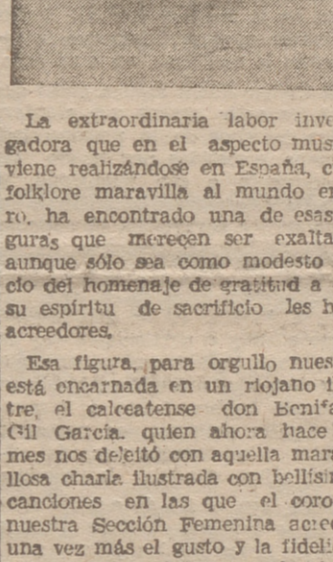 La extraordinaria labor inve
gadora que en el aspecto mus
viene realizándose en España, c
folklore maravilla al mundo en
ro, ha encontrado una de esas
guras que merecen ser exalta
aunque sólo sea como modesto
cio del homenaje de gratitud a
su espíritu de sacrificio les h
acreedores.
Esa figura, para orgullo nues
está encarnada en un riojano i
tre, el calceatense don Bonifa
Gil García. quien ahora hace
mes nos deleitó con aquella mara
llosa charla ilustrada con bellísim
canciones en las que el coro
nuestra Sección Femenina acre
una vez más el gusto y la fideli